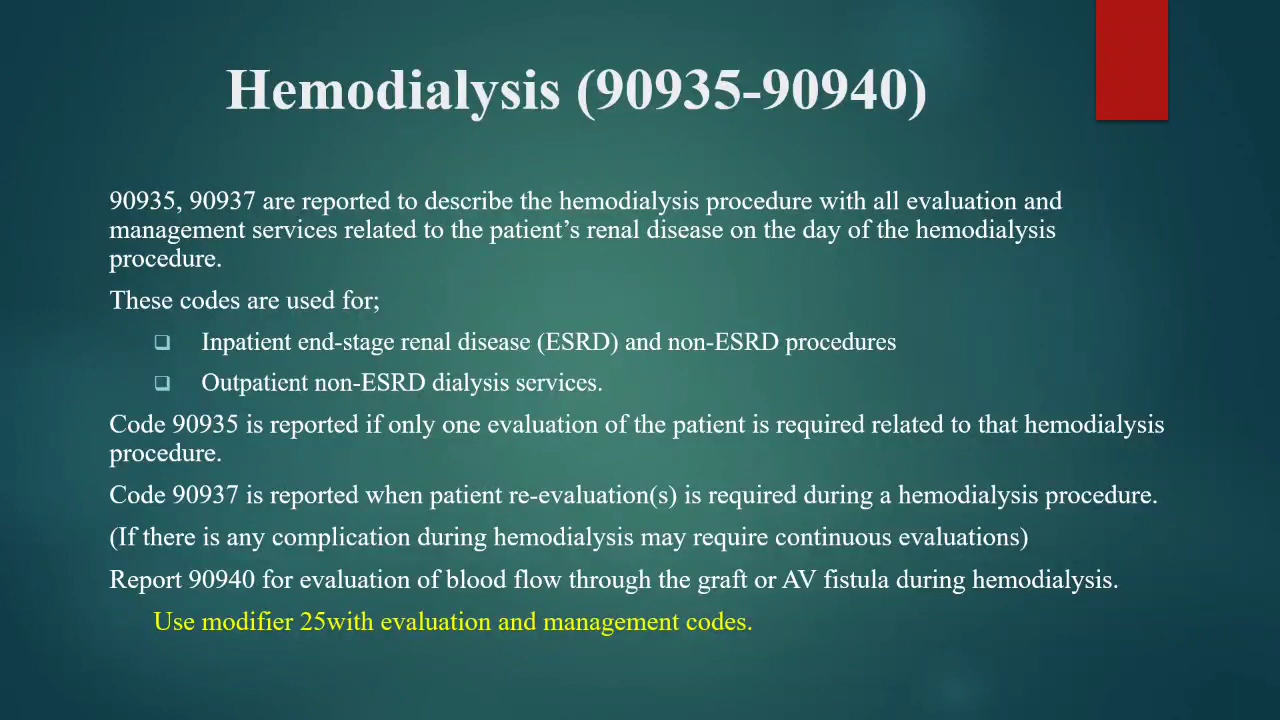 Hemodialysis (90935-90940)
90935, 90937 are reported to describe the hemodialysis procedure with all evaluation and
management services related to the patient’s renal disease on the day of the hemodialysis
procedure.
These codes are used for;
❑ Inpatient end-stage renal disease (ESRD) and non-ESRD procedures
❑ Outpatient non-ESRD dialysis services.
Code 90935 is reported if only one evaluation of the patient is required related to that hemodialysis
procedure.
Code 90937 is reported when patient re-evaluation(s) is required during a hemodialysis procedure.
(If there is any complication during hemodialysis may require continuous evaluations)
Report 90940 for evaluation of blood flow through the graft or AV fistula during hemodialysis.
Use modifier 25with evaluation and management codes.